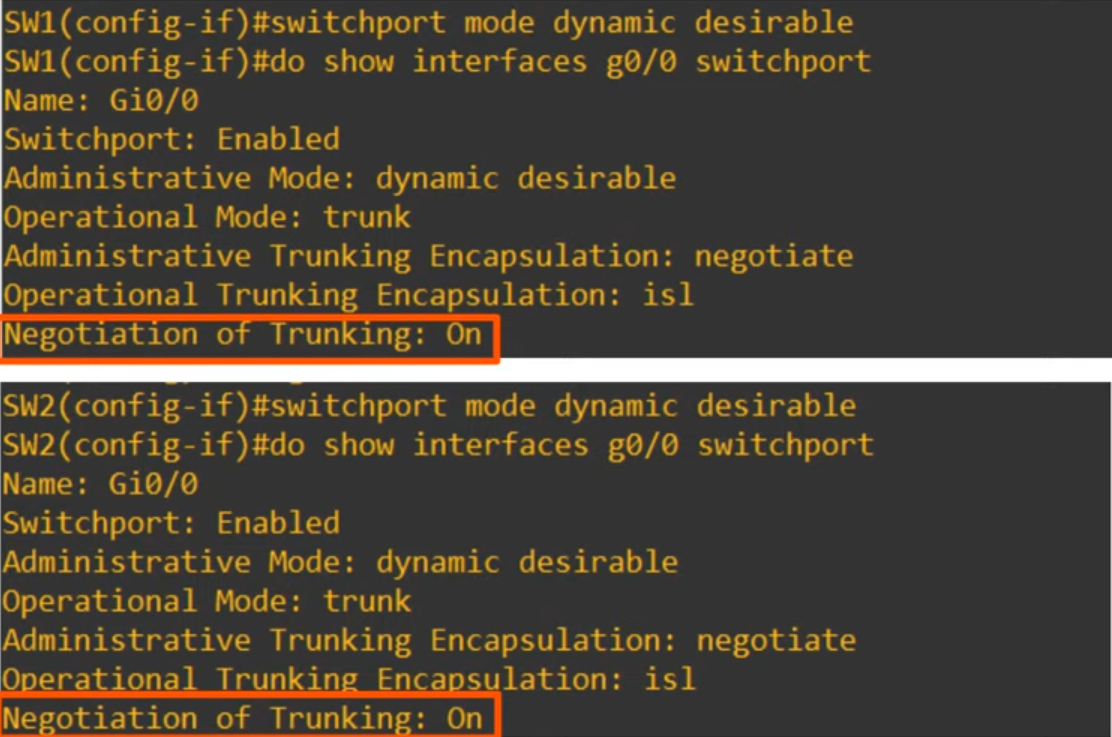 SW1(config-if)#switchport mode dynamic desirable
SW1(config-if)#do show interfaces g0/0 switchport
Name: Gi0/0
Switchport: Enabled
Administrative Mode: dynamic desirable
Operational Mode: trunk
Administrative Trunking Encapsulation: negotiate
Operational Trunking Encapsulation: isl
Negotiation of Trunking: On
SW2(config-if)#switchport mode dynamic desirable
SW2(config-if)#do show interfaces g0/0 switchport
Name: Gi0/0
Switchport: Enabled
Administrative Mode: dynamic desirable
Operational Mode: trunk
Administrative Trunking Encapsulation: negotiate
Operational Trunking Encapsulation: isl
Negotiation of Trunking: On